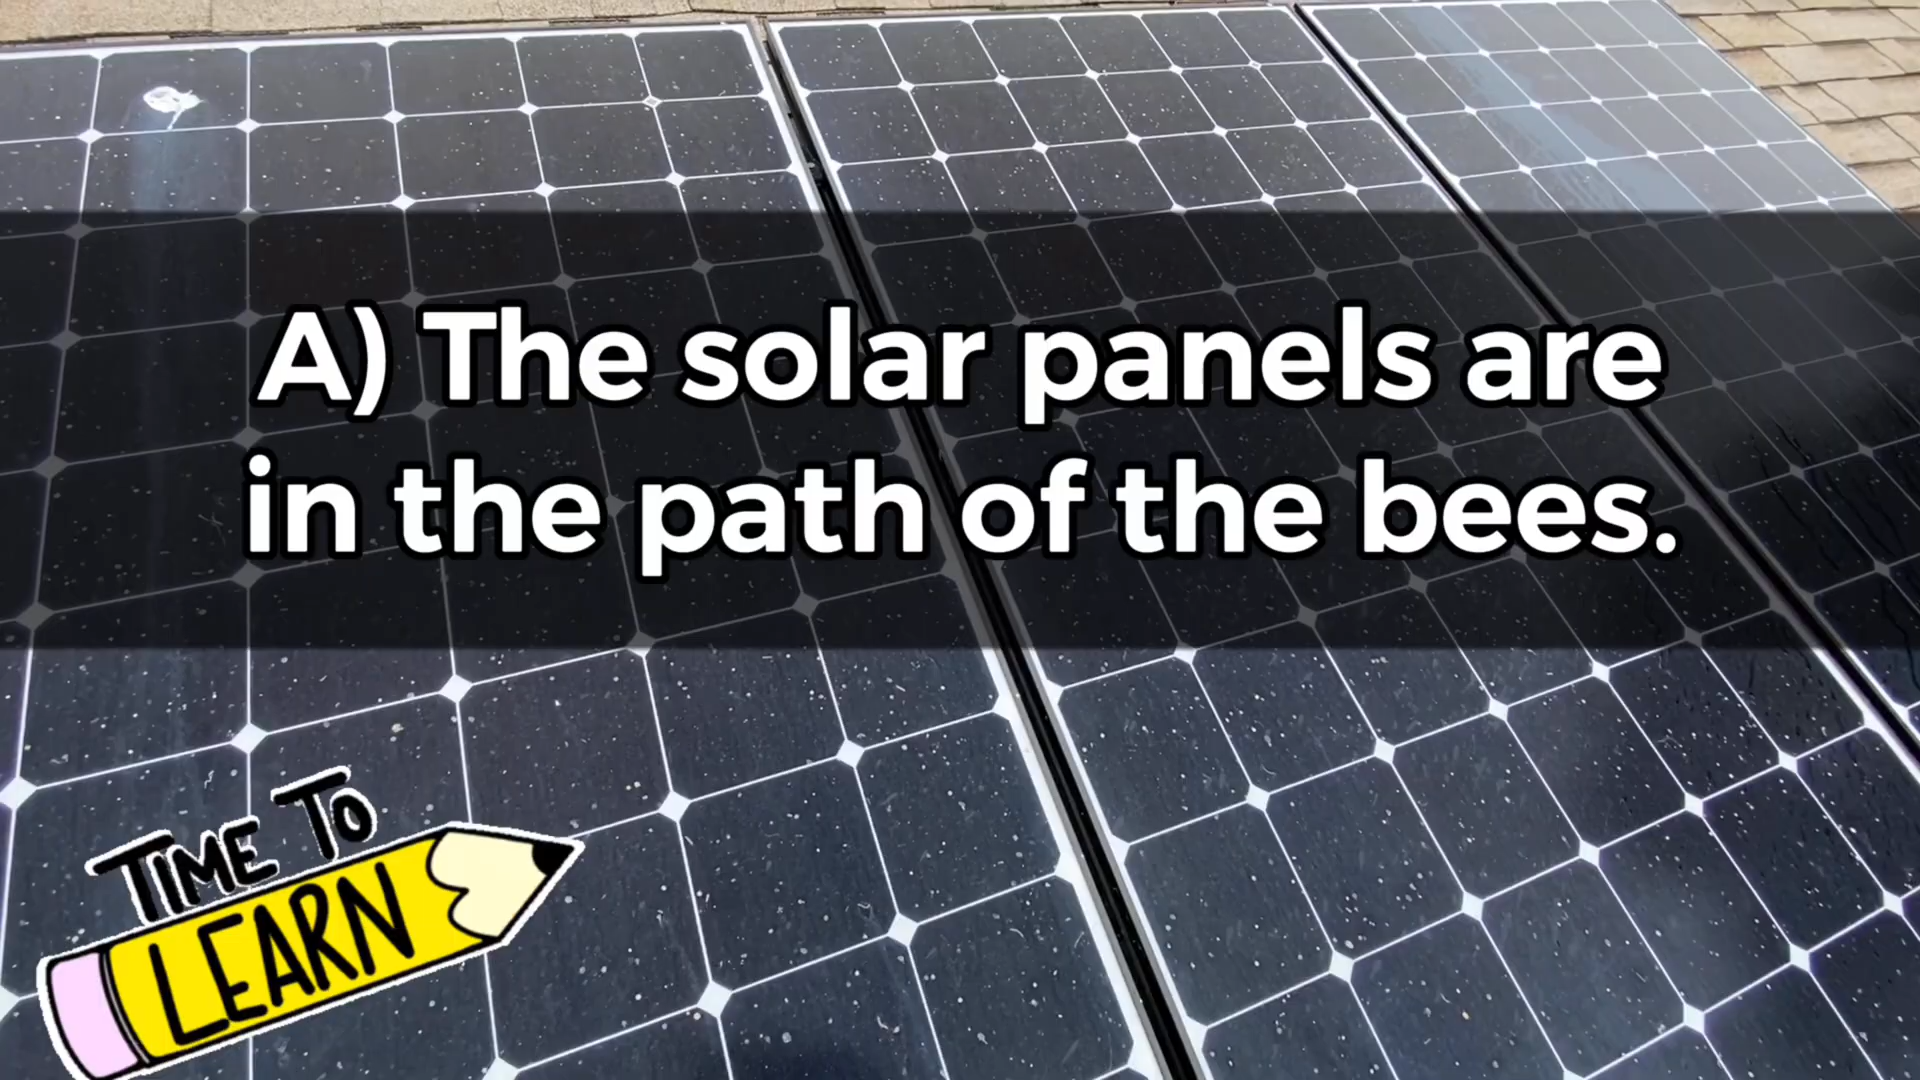 A) The solar panels are
in the path of the bees.
TIME TO
LEARN